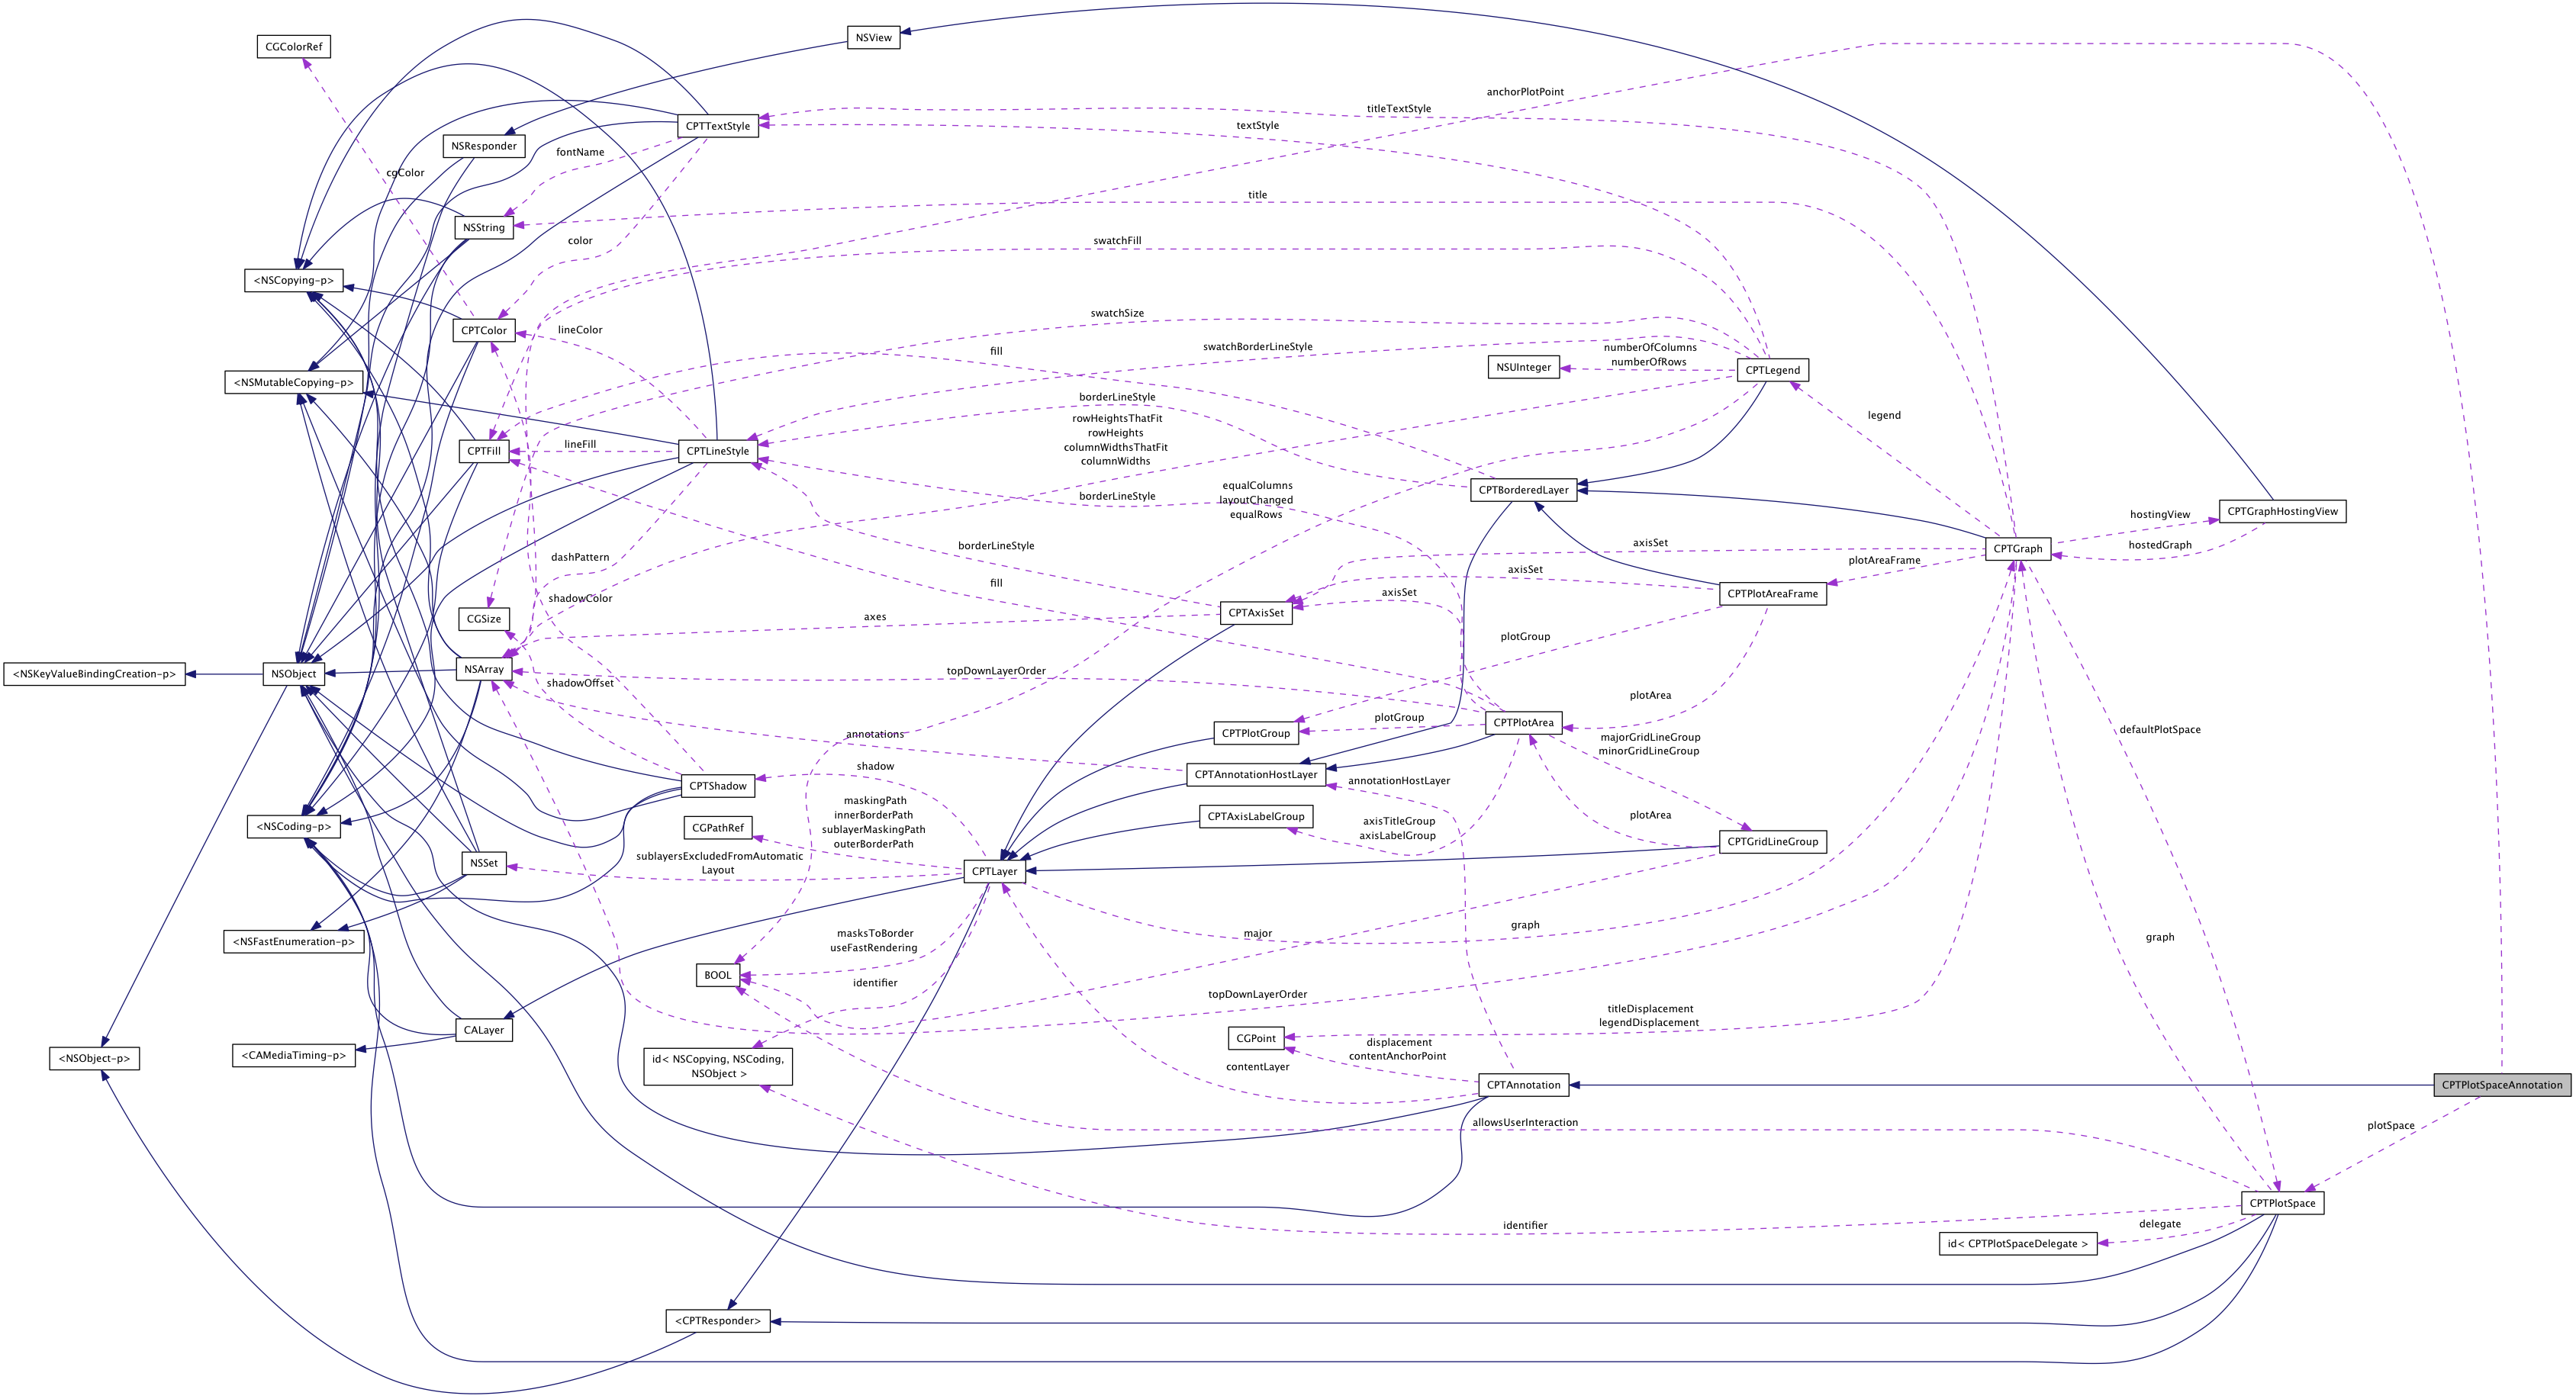 NSView
CGColorRef
anchorPlotPoint
titleTextStyle
CPTTextStyle
textStyle
NSResponder
fontName
cgColor
title
NSString
color
swatchFill
<NSCopying-p>
swatchSize
CPTColor
lineColor
swatchBorderLineStyle
numberOfColumns
numberOfRows
fill
NSUInteger
CPTLegend
<NSMutableCopying-p>
borderLineStyle
legend
rowHeightsThatFit
rowHeights
columnWidthsThatFit
columnWidths
CPTFill
lineFill
CPTLineStyle
equalColumns
layoutChanged
equalRows
borderLineStyle
CPTBorderedLayer
hostingView
CPTGraphHostingView
hostedGraph
CPTGraph
axisSet
borderLineStyle
dashPattern
plotAreaFrame
axisSet
fill
axisSet
CPTPlotAreaFrame
shadowColor
CGSize
CPTAxisSet
axes
plotGroup
<NSKeyValueBindingCreation-p>
NSObject
NSArray
topDownLayerOrder
shadowOffset
plotArea
plotGroup
CPTPlotArea
defaultPlotSpace
annotations
CPTPlotGroup
majorGridLineGroup
minorGridLineGroup
shadow
CPTAnnotationHostLayer
annotationHostLayer
CPTShadow
maskingPath
innerBorderPath
sublayerMaskingPath
outerBorderPath
CPTAxisLabelGroup
plotArea
axisTitleGroup
axisLabelGroup
<NSCoding-p>
CGPathRef
CPTGridLineGroup
sublayersExcludedFromAutomatic
Layout
NSSet
CPTLayer
graph
major
masksToBorder
useFastRendering
<NSFastEnumeration-p>
graph
BOOL
identifier
topDownLayerOrder
titleDisplacement
legendDisplacement
CALayer
CGPoint
displacement
contentAnchorPoint
<NSObject-p>
<CAMediaTiming-p>
id< NSCopying, NSCoding,
NSObject >
contentLayer
CPTAnnotation
CPTPlotSpaceAnnotation
allowsUserInteraction
plotSpace
CPTPlotSpace
identifier
delegate
id< CPTPlotSpaceDelegate >
<CPTResponder>